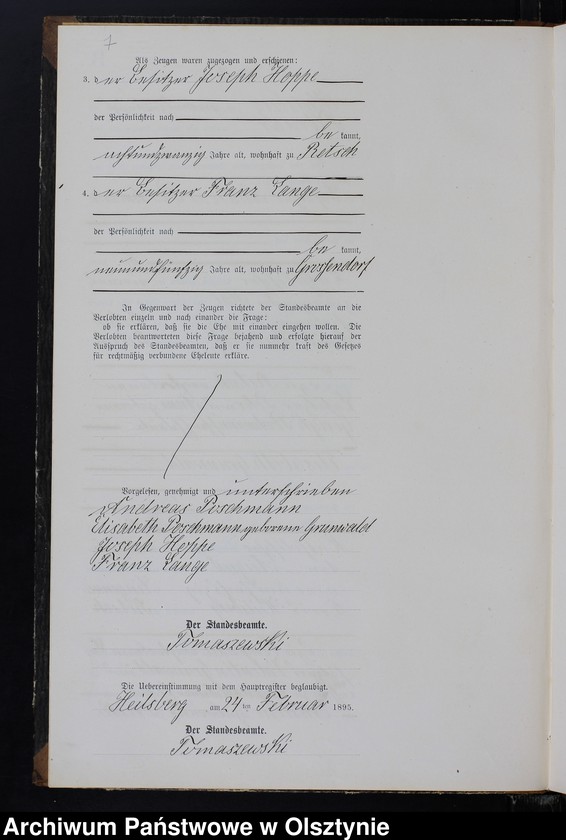 7
Als Zeugen waren zugezogen und erschienen:
3. der Besitzer Joseph Hoppe
der Persönlichkeit nach
be kannt,
achtundzwanzig Jahre alt, wohnhaft zu Retsch
4. der Besitzer Franz Lange
der Persönlichkeit nach
be kannt,
neunundfünfzig Jahre alt, wohnhaft zu Grossendorf
In Gegenwart der Zeugen richtete der Standesbeamte an die
Verlobten einzeln und nach einander die Frage:
ob sie erklären, daß sie die Ehe mit einander eingehen wollen. Die
Verlobten beantworteten diese Frage bejahend und erfolgte hierauf der
Ausspruch des Standesbeamten, daß er sie nunmehr kraft des Gesetzes
für rechtmäßig verbundene Eheleute erkläre.
Vorgelesen, genehmigt und unterschrieben
Andreas Poschmann
Elisabeth Poschmann geborene Grunwald
Joseph Hoppe
Franz Lange
Der Standesbeamte.
Tomaszewski
Die Uebereinstimmung mit dem Hauptregister beglaubigt.
Heilsberg am 24 ten Februar 1895.
Der Standesbeamte.
Tomaszewski
Archiwum Państwowe w Olsztynie